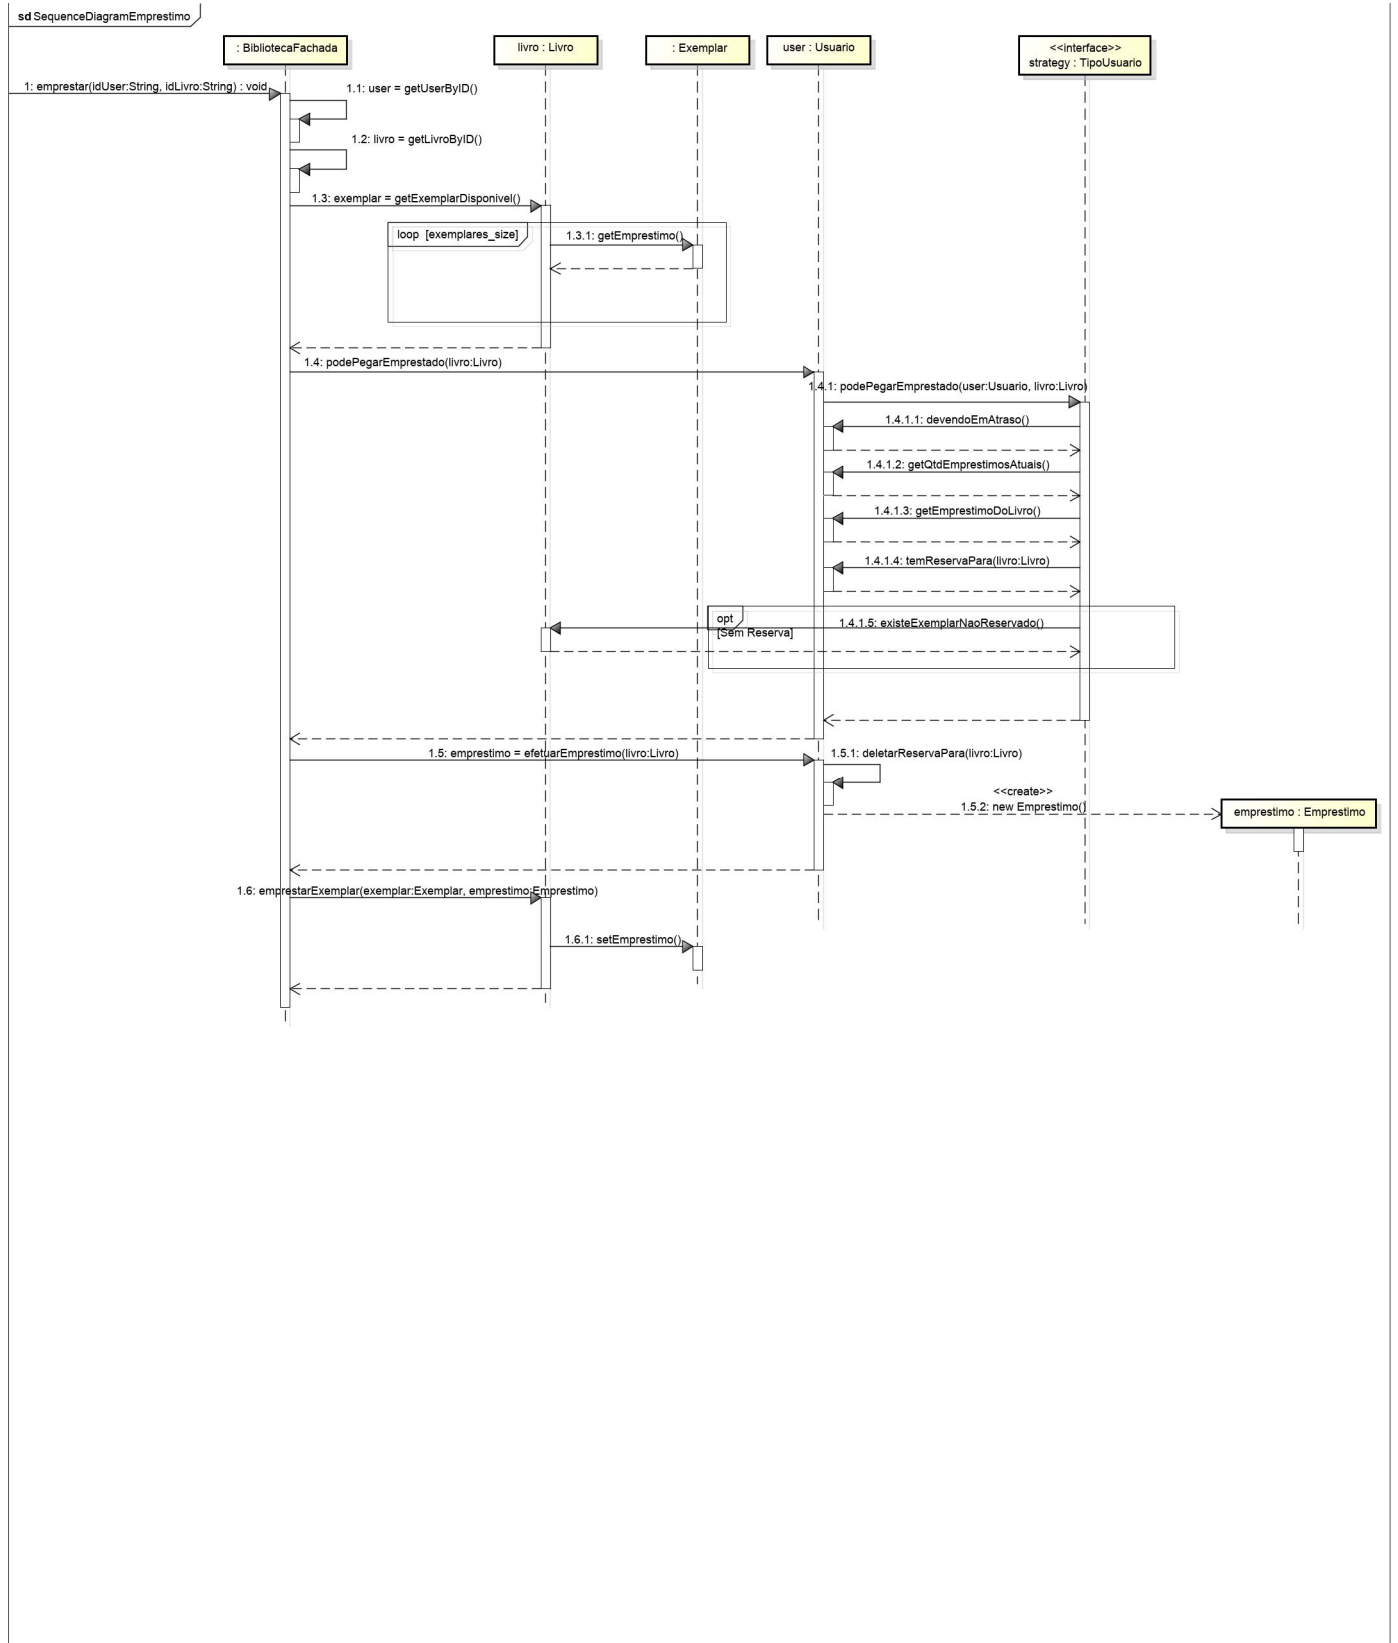 sd SequenceDiagramEmprestimo
: BibliotecaFachada
livro : Livro
: Exemplar
user : Usuario
<<interface>>
strategy : TipoUsuario
1: emprestar(idUser:String, idLivro:String) : void
1.1: user = getUserByID()
1.2: livro = getLivroByID()
1.3: exemplar = getExemplarDisponivel()
loop [exemplares_size]
1.3.1: getEmprestimo()
1.4: podePegarEmprestado(livro:Livro)
1.4.1: podePegarEmprestado(user:Usuario, livro:Livro)
1.4.1.1: devendoEmAtraso()
1.4.1.2: getQtdEmprestimosAtuais()
1.4.1.3: getEmprestimoDoLivro()
1.4.1.4: temReservaPara(livro:Livro)
opt
1.4.1.5: existeExemplarNaoReservado()
[Sem Reserva]
1.5: emprestimo = efetuarEmprestimo(livro:Livro)
1.5.1: deletarReservaPara(livro:Livro)
<<create>>
1.5.2: new Emprestimo()
emprestimo : Emprestimo
1.6: emprestarExemplar(exemplar:Exemplar, emprestimo:Emprestimo)
1.6.1: setEmprestimo()